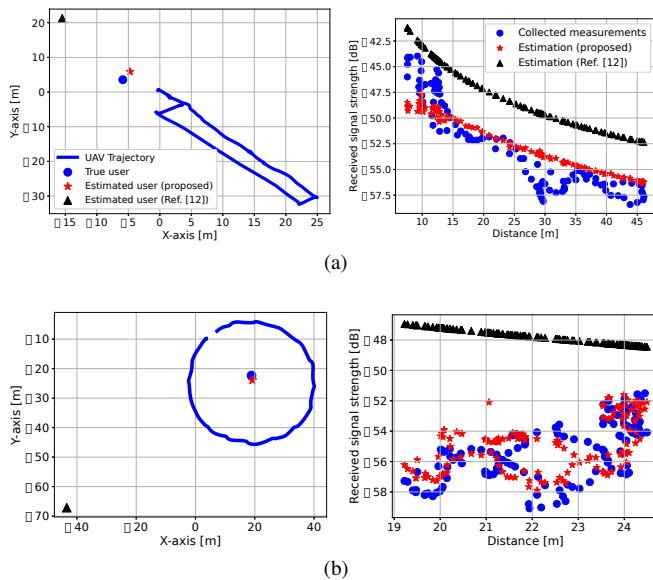 20
10
0
▯10
▯20
▯30
Y-axis [m]
UAV Trajectory
True user
Estimated user (proposed)
Estimated user (Ref. [12])
▯15 ▯10 ▯5 0 5 10 15 20 25
X-axis [m]
▯42.5
▯45.0
▯47.5
▯50.0
▯52.5
▯55.0
▯57.5
Received signal strength [dB]
Collected measurements
Estimation (proposed)
Estimation (Ref. [12])
10 15 20 25 30 35 40 45
Distance [m]
(a)
▯10
▯20
▯30
▯40
▯50
▯60
▯70
Y-axis [m]
▯40 ▯20 0 20 40
X-axis [m]
▯48
▯50
▯52
▯54
▯56
▯58
Received signal strength [dB]
19 20 21 22 23 24
Distance [m]
(b)